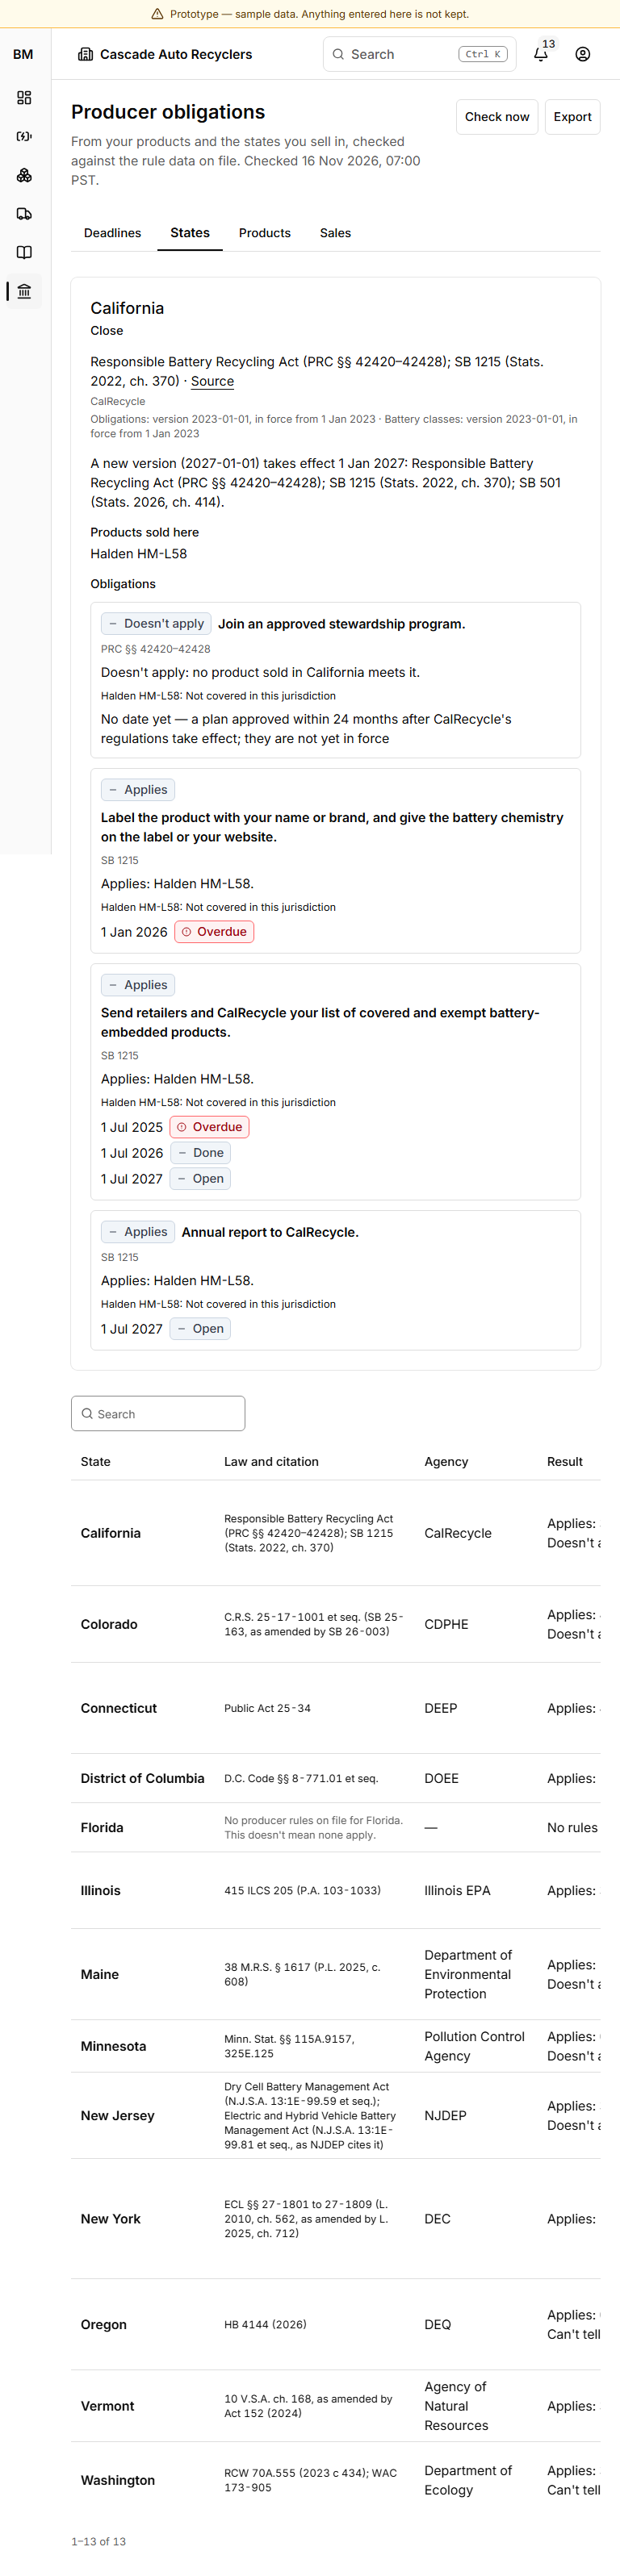 Prototype — sample data. Anything entered here is not kept.
BM
Cascade Auto Recyclers
Search
Ctrl K
13
Producer obligations
Check now
Export
From your products and the states you sell in, checked
against the rule data on file. Checked 16 Nov 2026, 07:00
PST.
Deadlines
States
Products
Sales
California
Close
Responsible Battery Recycling Act (PRC §§ 42420–42428); SB 1215 (Stats.
2022, ch. 370) · Source
CalRecycle
Obligations: version 2023-01-01, in force from 1 Jan 2023 · Battery classes: version 2023-01-01, in
force from 1 Jan 2023
A new version (2027-01-01) takes effect 1 Jan 2027: Responsible Battery
Recycling Act (PRC §§ 42420–42428); SB 1215 (Stats. 2022, ch. 370); SB 501
(Stats. 2026, ch. 414).
Products sold here
Halden HM-L58
Obligations
Doesn't apply Join an approved stewardship program.
PRC §§ 42420–42428
Doesn't apply: no product sold in California meets it.
Halden HM-L58: Not covered in this jurisdiction
No date yet — a plan approved within 24 months after CalRecycle's
regulations take effect; they are not yet in force
Applies
Label the product with your name or brand, and give the battery chemistry
on the label or your website.
SB 1215
Applies: Halden HM-L58.
Halden HM-L58: Not covered in this jurisdiction
1 Jan 2026 Overdue
Applies
Send retailers and CalRecycle your list of covered and exempt battery-
embedded products.
SB 1215
Applies: Halden HM-L58.
Halden HM-L58: Not covered in this jurisdiction
1 Jul 2025 Overdue
1 Jul 2026 Done
1 Jul 2027 Open
Applies Annual report to CalRecycle.
SB 1215
Applies: Halden HM-L58.
Halden HM-L58: Not covered in this jurisdiction
1 Jul 2027 Open
Search
State
Law and citation
Agency
Result
California
Responsible Battery Recycling Act
(PRC §§ 42420–42428); SB 1215
(Stats. 2022, ch. 370)
CalRecycle
Applies:
Doesn't
Colorado
C.R.S. 25-17-1001 et seq. (SB 25-
163, as amended by SB 26-003)
CDPHE
Applies:
Doesn't
Connecticut
Public Act 25-34
DEEP
Applies:
District of Columbia
D.C. Code §§ 8-771.01 et seq.
DOEE
Applies:
Florida
No producer rules on file for Florida.
This doesn't mean none apply.
—
No rules
Illinois
415 ILCS 205 (P.A. 103-1033)
Illinois EPA
Applies:
Maine
38 M.R.S. § 1617 (P.L. 2025, c.
608)
Department of
Environmental
Protection
Applies:
Doesn't
Minnesota
Minn. Stat. §§ 115A.9157,
325E.125
Pollution Control
Agency
Applies:
Doesn't
New Jersey
Dry Cell Battery Management Act
(N.J.S.A. 13:1E-99.59 et seq.);
Electric and Hybrid Vehicle Battery
Management Act (N.J.S.A. 13:1E-
99.81 et seq., as NJDEP cites it)
NJDEP
Applies:
Doesn't
New York
ECL §§ 27-1801 to 27-1809 (L.
2010, ch. 562, as amended by L.
2025, ch. 712)
DEC
Applies:
Oregon
HB 4144 (2026)
DEQ
Applies:
Can't tell
Vermont
10 V.S.A. ch. 168, as amended by
Act 152 (2024)
Agency of
Natural
Resources
Applies:
Washington
RCW 70A.555 (2023 c 434); WAC
173-905
Department of
Ecology
Applies:
Can't tell
1–13 of 13